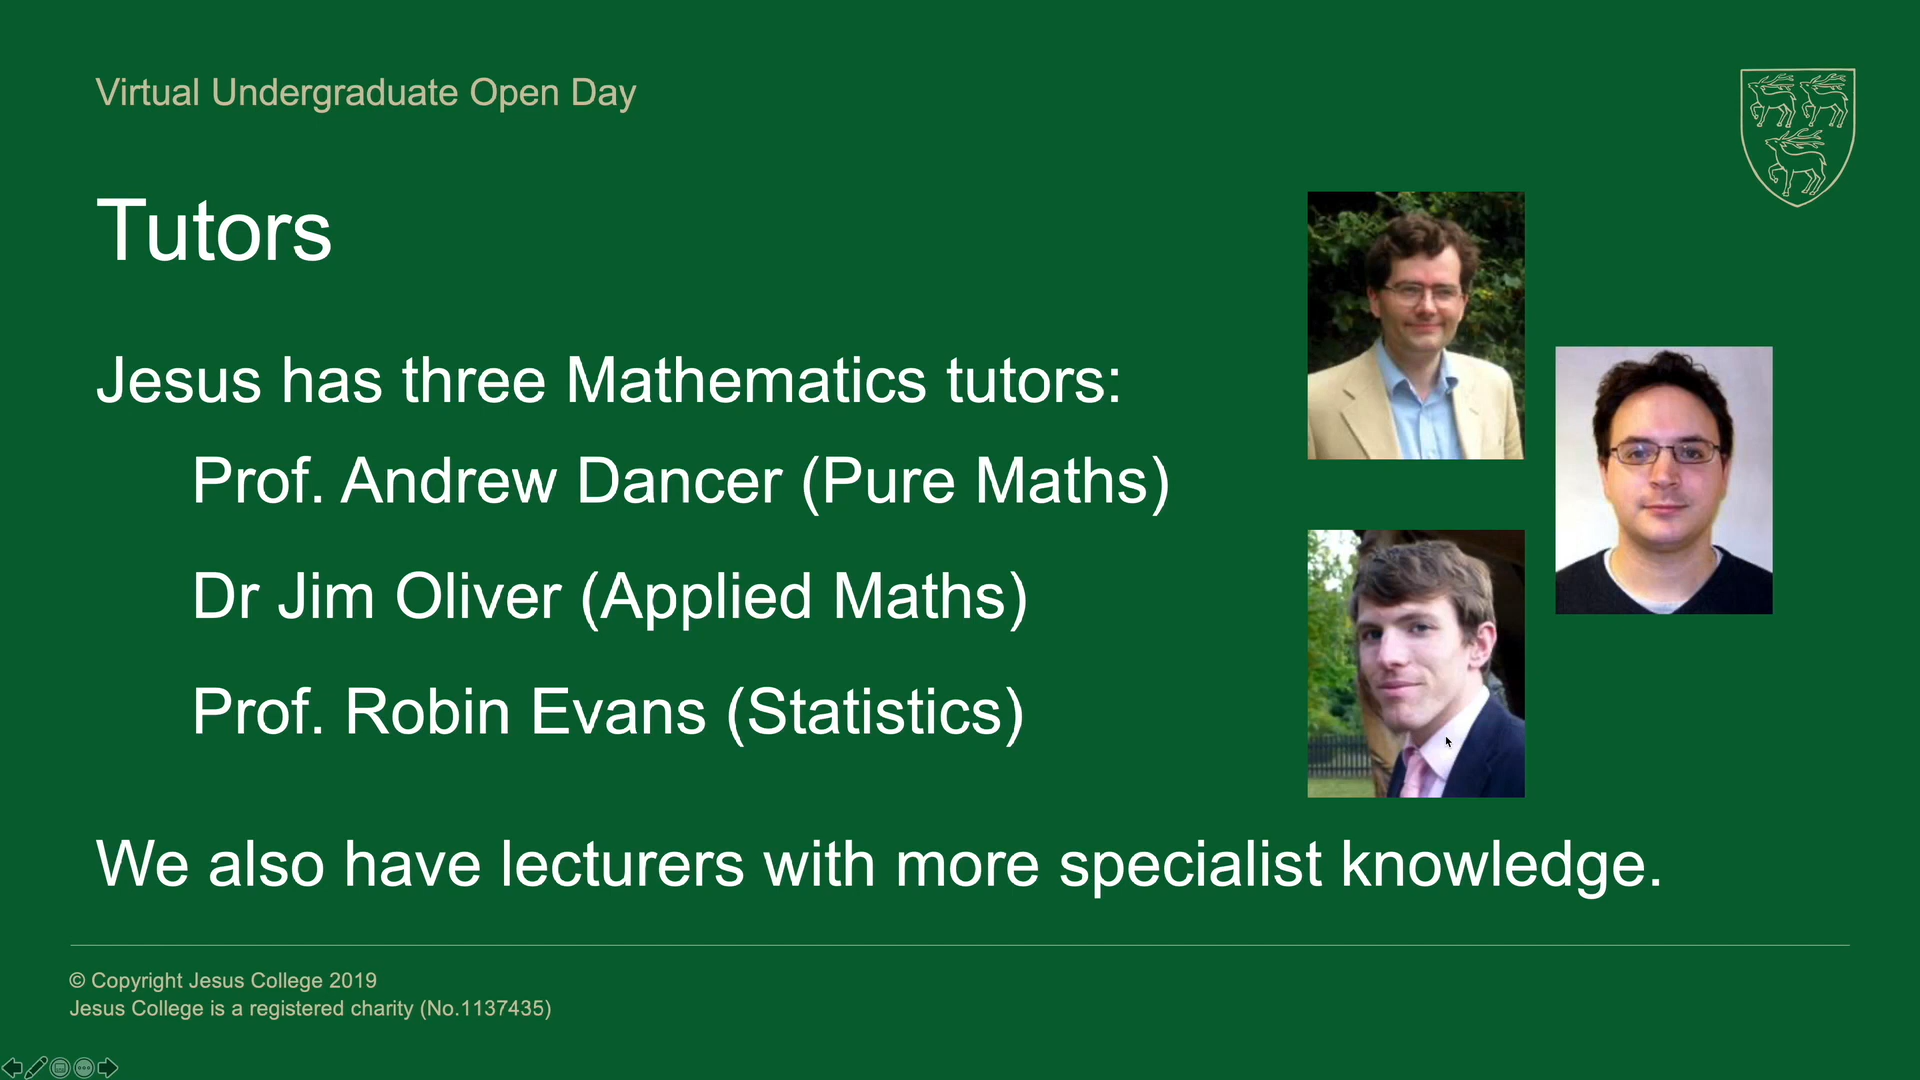 Virtual Undergraduate Open Day
Tutors
Jesus has three Mathematics tutors:
Prof. Andrew Dancer (Pure Maths)
Dr Jim Oliver (Applied Maths)
Prof. Robin Evans (Statistics)
We also have lecturers with more specialist knowledge.
© Copyright Jesus College 2019
Jesus College is a registered charity (No.1137435)